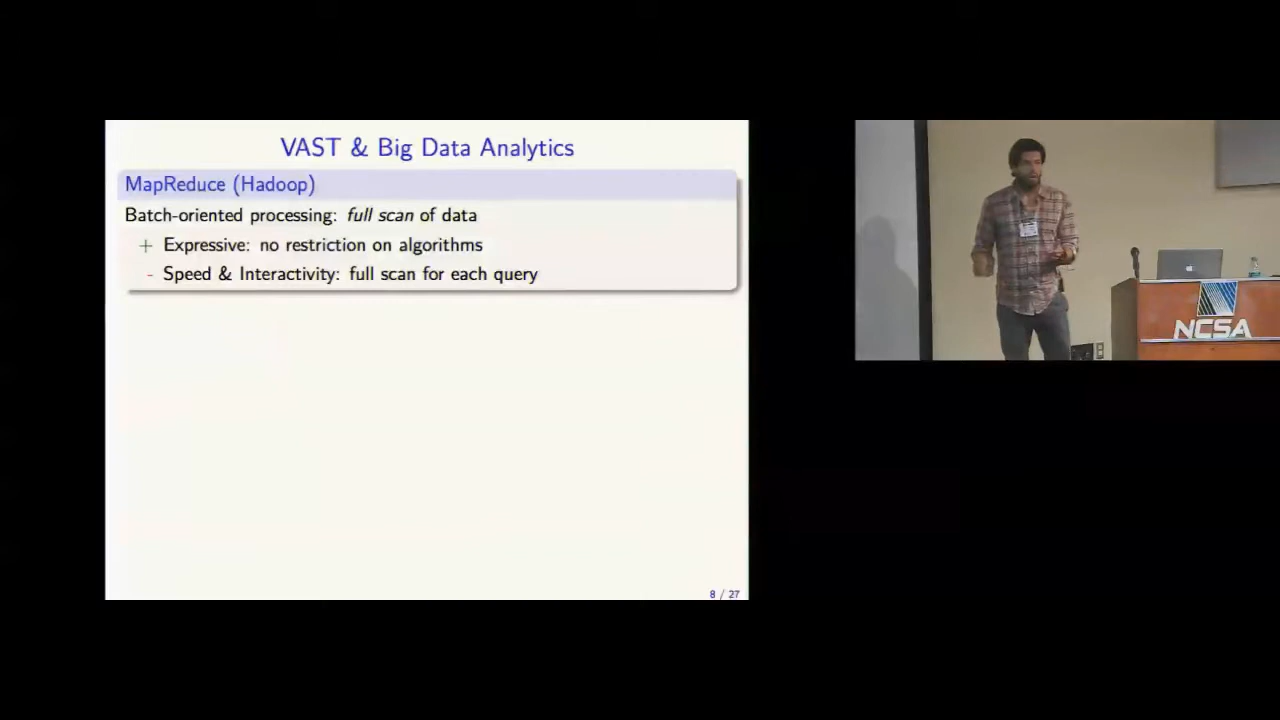 VAST & Big Data Analytics
MapReduce (Hadoop)
Batch-oriented processing: full scan of data
+ Expressive: no restriction on algorithms
- Speed & Interactivity: full scan for each query
8 / 27
NCSA